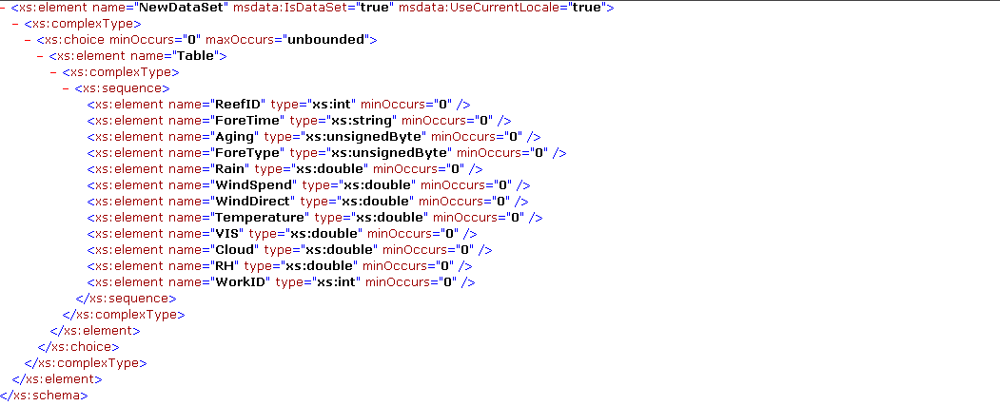 - <xs:element name="NewDataSet" msdata:IsDataSet="true" msdata:UseCurrentLocale="true">
- <xs:complexType>
- <xs:choice minOccurs="0" maxOccurs="unbounded">
- <xs:element name="Table">
- <xs:complexType>
- <xs:sequence>
<xs:element name="ReefID" type="xs:int" minOccurs="0" />
<xs:element name="ForeTime" type="xs:string" minOccurs="0" />
<xs:element name="Aging" type="xs:unsignedByte" minOccurs="0" />
<xs:element name="ForeType" type="xs:unsignedByte" minOccurs="0" />
<xs:element name="Rain" type="xs:double" minOccurs="0" />
<xs:element name="WindSpend" type="xs:double" minOccurs="0" />
<xs:element name="WindDirect" type="xs:double" minOccurs="0" />
<xs:element name="Temperature" type="xs:double" minOccurs="0" />
<xs:element name="VIS" type="xs:double" minOccurs="0" />
<xs:element name="Cloud" type="xs:double" minOccurs="0" />
<xs:element name="RH" type="xs:double" minOccurs="0" />
<xs:element name="WorkID" type="xs:int" minOccurs="0" />
</xs:sequence>
</xs:complexType>
</xs:element>
</xs:choice>
</xs:complexType>
</xs:element>
</xs:schema>